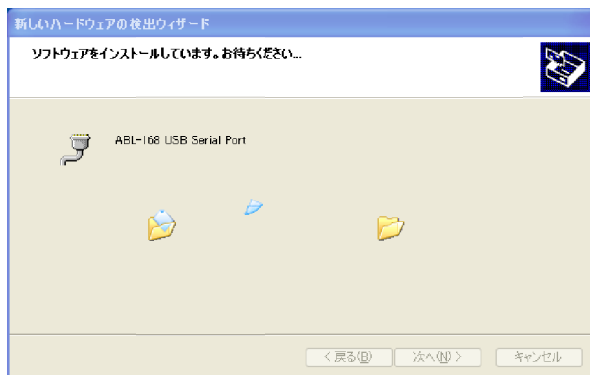 新しいハードウェアの検出ウィザード
ソフトウェアをインストールしています。お待ちください...
ABL-168 USB Serial Port
< 戻る(B)
次へ(N) >
キャンセル